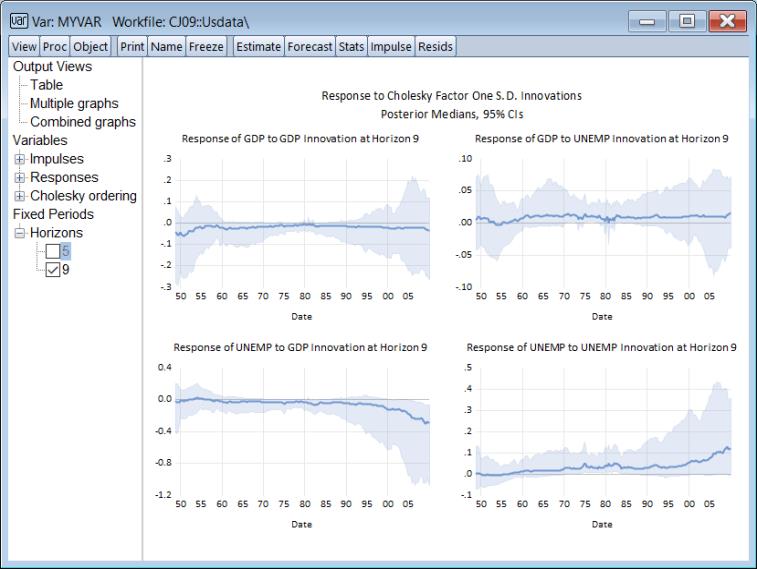 Var: MYVAR Workfile: CJ09::Usdata\
View Proc Object Print Name Freeze Estimate Forecast Stats Impulse Resids
Output Views
Table
Multiple graphs
Combined graphs
Variables
Impulses
Responses
Cholesky ordering
Fixed Periods
Horizons
5
9
Response to Cholesky Factor One S.D. Innovations
Posterior Medians, 95% CIs
Response of GDP to GDP Innovation at Horizon 9
.3
.2
.1
.0
-.1
-.2
-.3
50 55 60 65 70 75 80 85 90 95 00 05
Date
Response of GDP to UNEMP Innovation at Horizon 9
.10
.05
.00
-.05
-.10
50 55 60 65 70 75 80 85 90 95 00 05
Date
Response of UNEMP to GDP Innovation at Horizon 9
0.4
0.0
-0.4
-0.8
-1.2
50 55 60 65 70 75 80 85 90 95 00 05
Date
Response of UNEMP to UNEMP Innovation at Horizon 9
.5
.4
.3
.2
.1
.0
-.1
50 55 60 65 70 75 80 85 90 95 00 05
Date